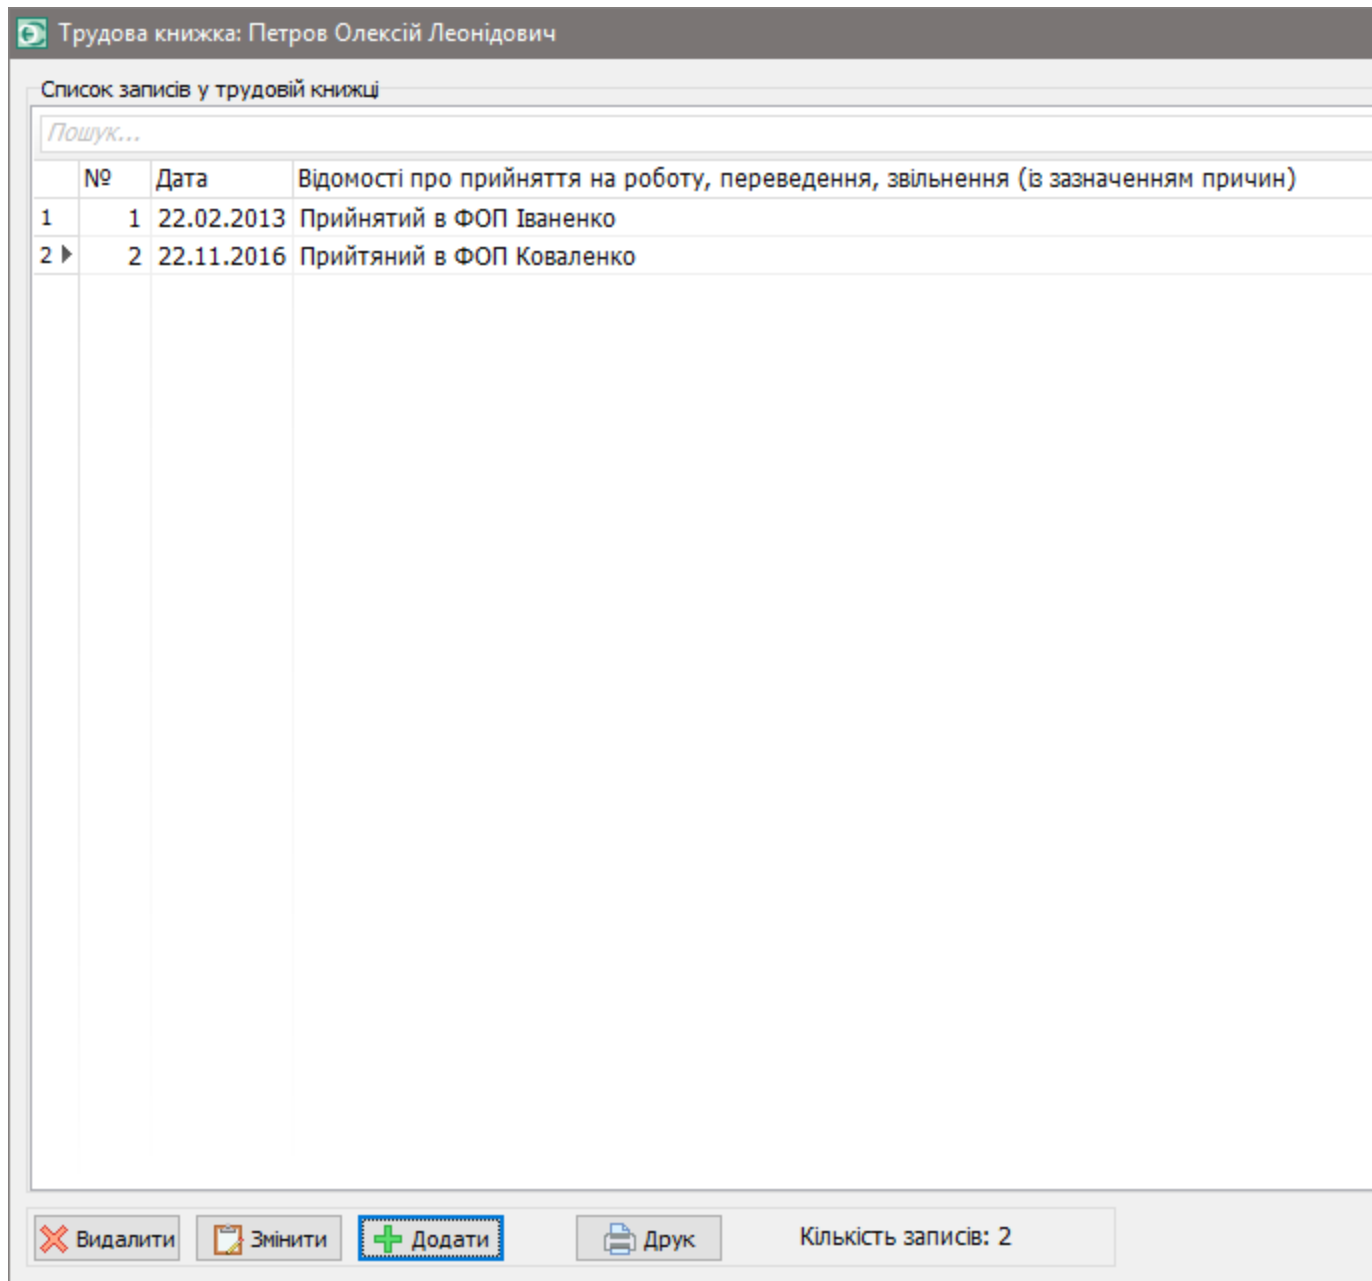 Трудова книжка: Петров Олексій Леонідович
Список записів у трудовій книжці
Пошук...
№ Дата Відомості про прийняття на роботу, переведення, звільнення (із зазначенням причин)
1 1 22.02.2013 Прийнятий в ФОП Іваненко
2 2 22.11.2016 Прийтяний в ФОП Коваленко
Видалити Змінити Додати Друк Кількість записів: 2